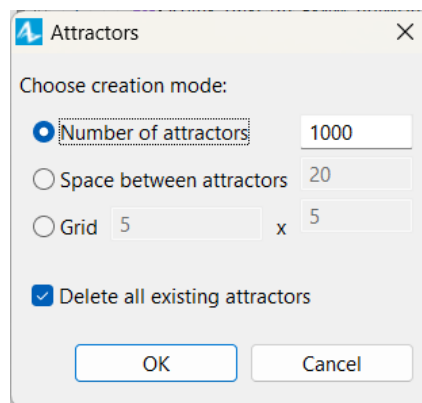 Attractors
Choose creation mode:
Number of attractors 1000
Space between attractors 20
Grid 5 x 5
Delete all existing attractors
OK Cancel